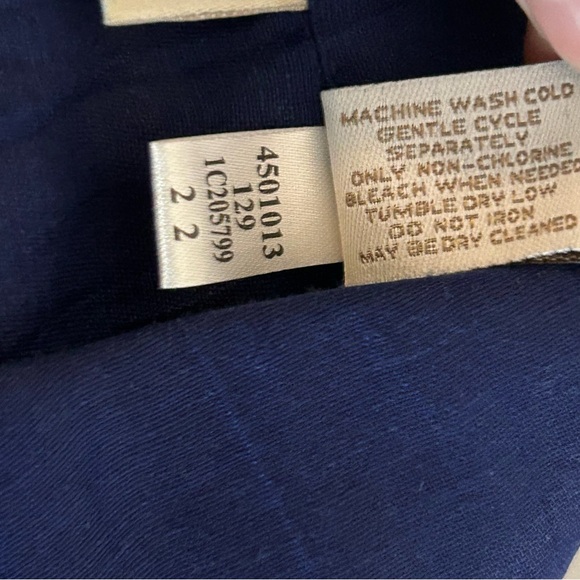 4501013
129
1C205799
2 2
MACHINE WASH COLD
GENTLE CYCLE
SEPARATELY
ONLY NON-CHLORINE
BLEACH WHEN NEEDED
TUMBLE DRY LOW
DO NOT IRON
MAY BE DRY CLEANED